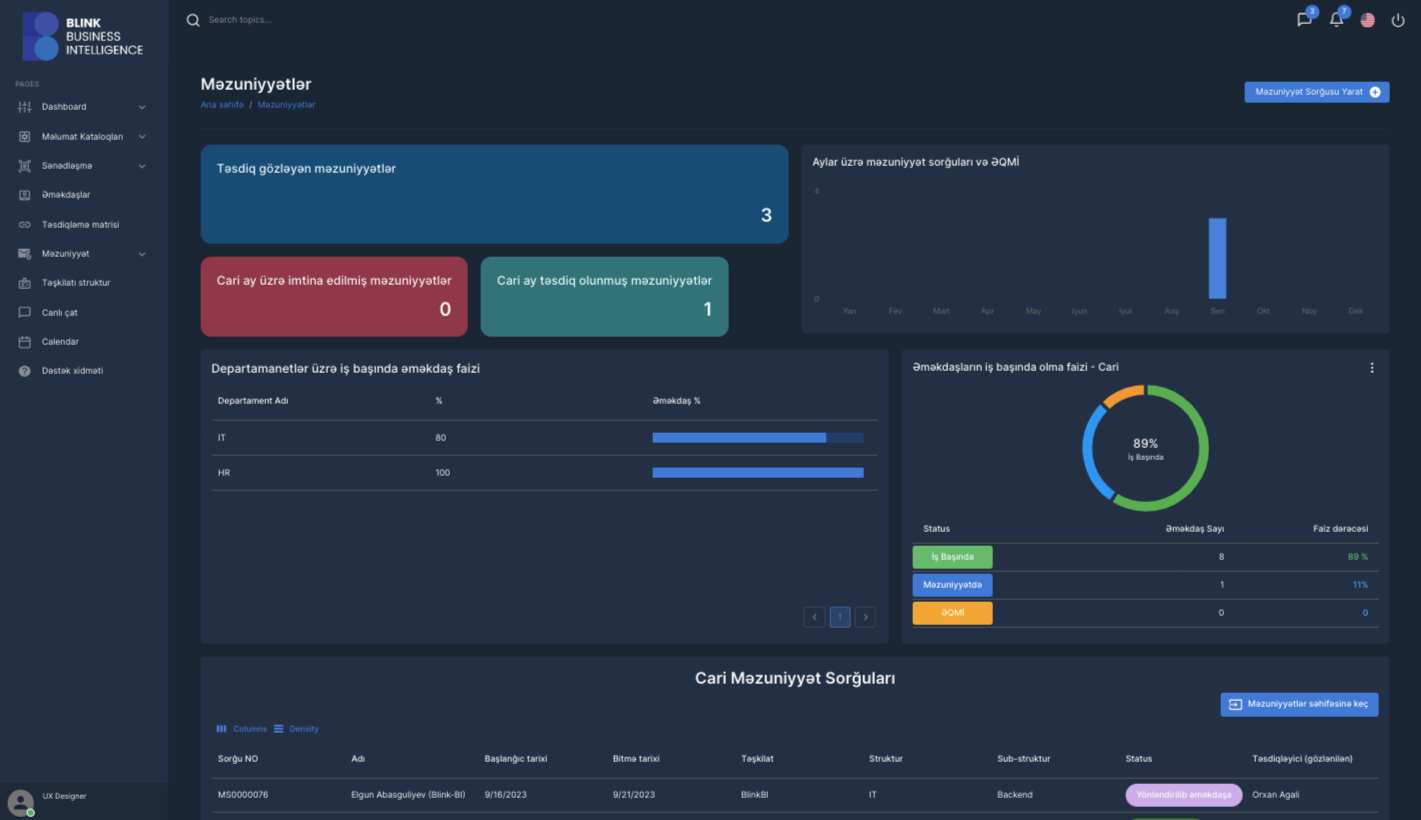 BLINK
BUSINESS
INTELLIGENCE
Search topics...
3
7
PAGES
Dashboard
Məlumat Kataloqları
Sənədləşmə
Əməkdaşlar
Təsdiqləmə matrisi
Məzuniyyət
Təşkilatı struktur
Canlı çat
Calendar
Dəstək xidməti
UX Designer
Məzuniyyətlər
Ana səhifə / Məzuniyyətlər
Məzuniyyət Sorğusu Yarat
Təsdiq gözləyən məzuniyyətlər
3
Cari ay üzrə imtina edilmiş məzuniyyətlər
0
Cari ay təsdiq olunmuş məzuniyyətlər
1
Aylar üzrə məzuniyyət sorğuları və ƏQMİ
4
0
Yan Fev Mart Apr May Iyun Iyul Avq Sen Okt Noy Dek
Departamanetlər üzrə iş başında əməkdaş faizi
Departament Adı % Əməkdaş %
IT 80
HR 100
1
Əməkdaşların iş başında olma faizi - Cari
89%
İş Başında
Status Əməkdaş Sayı Faiz dərəcəsi
İş Başında 8 89 %
Məzuniyyətdə 1 11%
ƏQMİ 0 0
Cari Məzuniyyət Sorğuları
Məzuniyyətlər səhifəsinə keç
Columns Density
Sorğu NO Adı Başlanğıc tarixi Bitmə tarixi Təşkilat Struktur Sub-struktur Status Təsdiqləyici (gözlənilən)
MS0000076 Elgun Abasguliyev (Blink-BI) 9/16/2023 9/21/2023 BlinkBI IT Backend Yönləndirilib əməkdaşa Orxan Agali